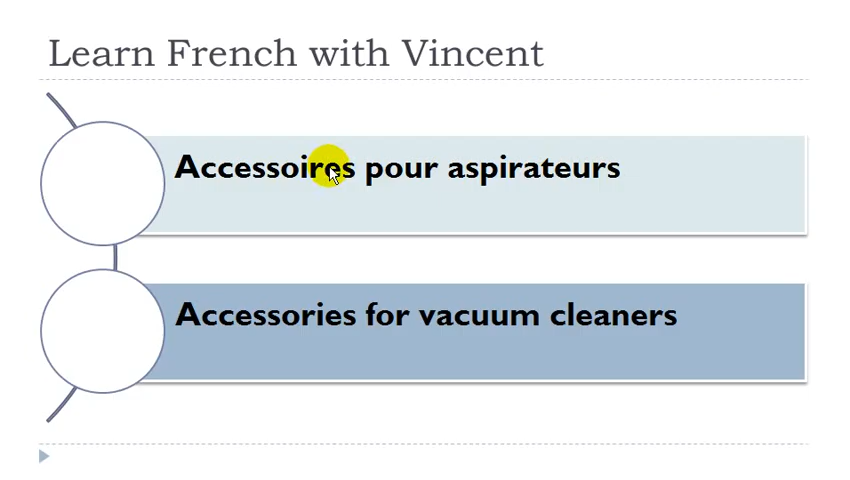 Learn French with Vincent
Accessoires pour aspirateurs
Accessories for vacuum cleaners